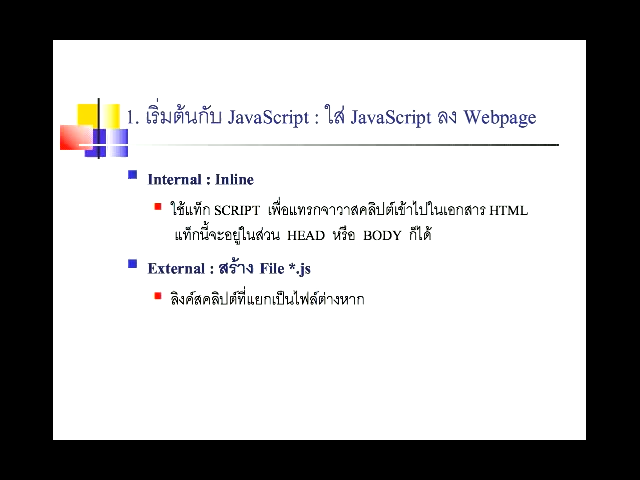 1. เริ่มต้นกับ JavaScript : ใส่ JavaScript ลง Webpage
Internal : Inline
ใช้แท็ก SCRIPT เพื่อแทรกจาวาสคลิปต์เข้าไปในเอกสาร HTML
แท็กนี้จะอยู่ในส่วน HEAD หรือ BODY ก็ได้
External : สร้าง File *.js
ลิงค์สคลิปต์ที่แยกเป็นไฟล์ต่างหาก